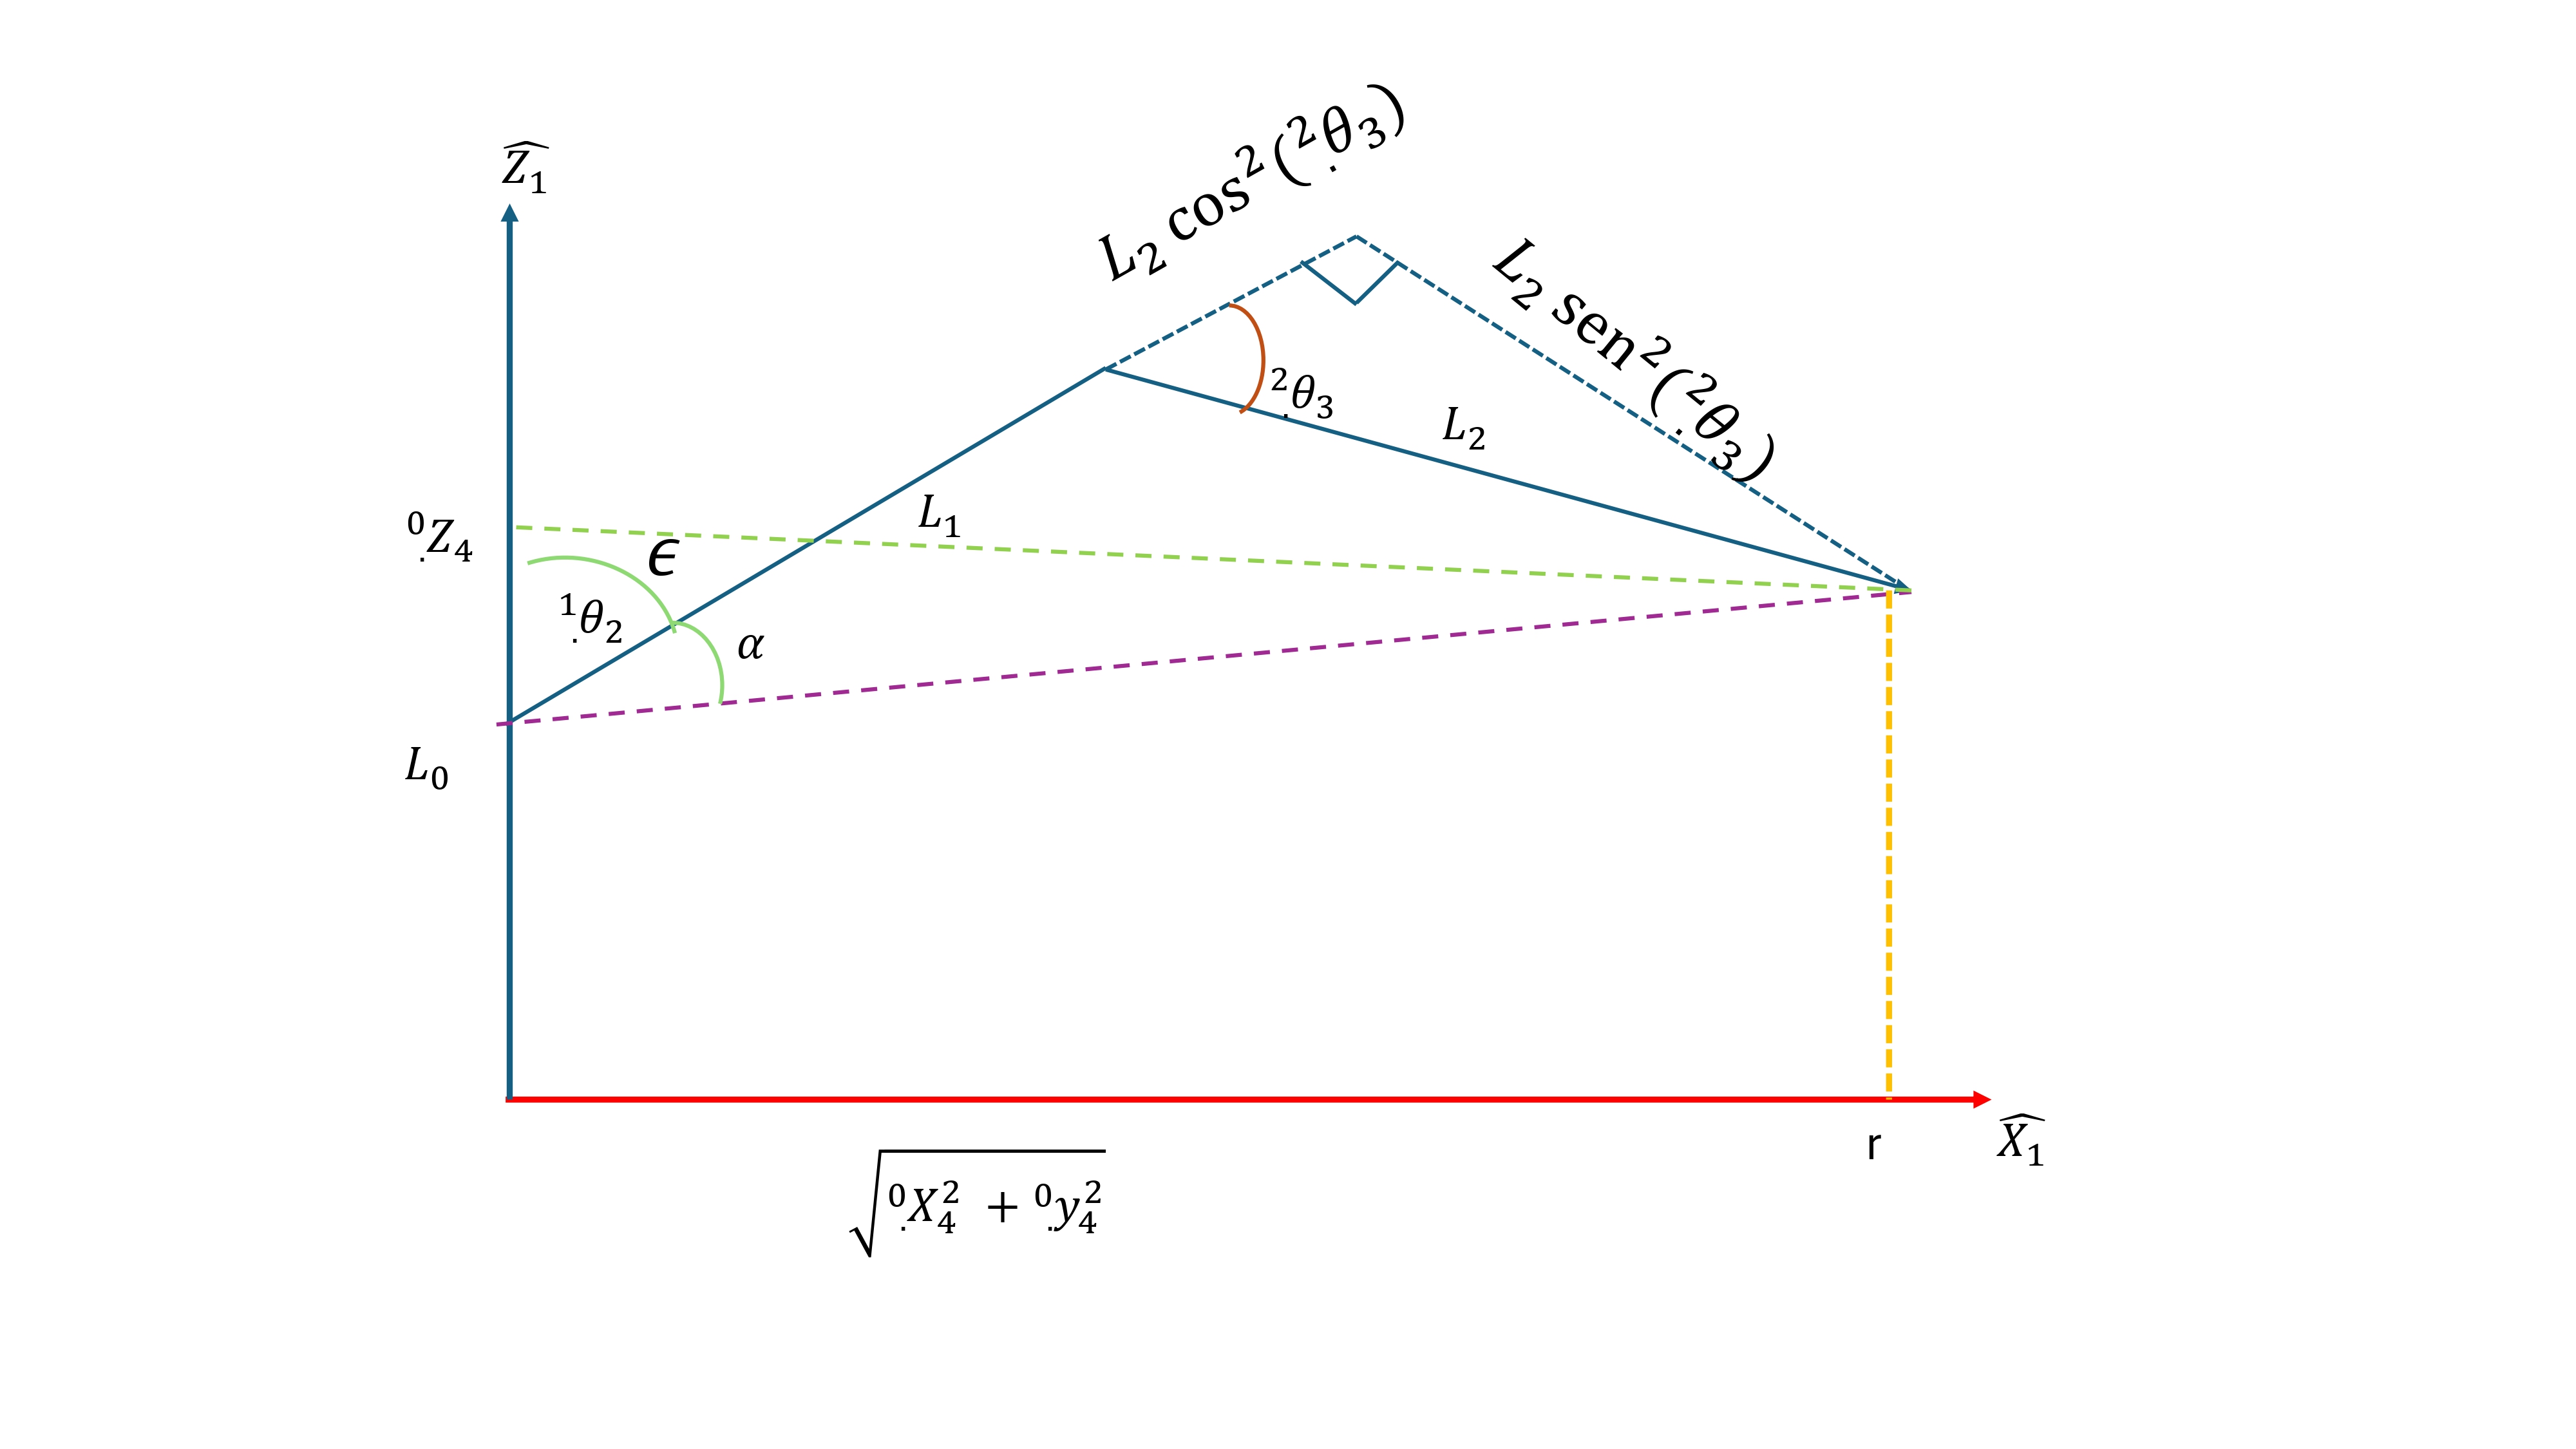 $\widehat{Z_1}$
$L_2 \cos^2({}^2_.\theta_3)$
$L_2 \operatorname{sen}^2({}^2_.\theta_3)$
${}^2_.\theta_3$
$L_2$
$L_1$
${}^0_.Z_4$
$\epsilon$
${}^1_.\theta_2$
$\alpha$
$L_0$
r
$\widehat{X_1}$
$\sqrt{{}^0_.X_4^2 + {}^0_.y_4^2}$